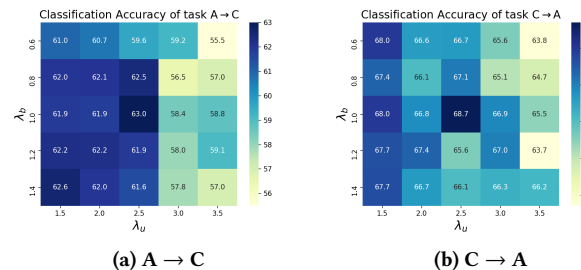 Classification Accuracy of task A→C
0.6 61.0 60.7 59.6 59.2 55.5
0.8 62.0 62.1 62.5 56.5 57.0
1.0 61.9 61.9 63.0 58.4 58.8
1.2 62.2 62.2 61.9 58.0 59.1
1.4 62.6 62.0 61.6 57.8 57.0
λb
1.5 2.0 2.5 3.0 3.5
λu
63
62
61
60
59
58
57
56
(a) A → C
Classification Accuracy of task C→A
0.6 68.0 66.6 66.7 65.6 63.8
0.8 67.4 66.1 67.1 65.1 64.7
1.0 68.0 66.8 68.7 66.9 65.5
1.2 67.7 67.4 65.6 67.0 63.7
1.4 67.7 66.7 66.1 66.3 66.2
λb
1.5 2.0 2.5 3.0 3.5
λu
(b) C → A